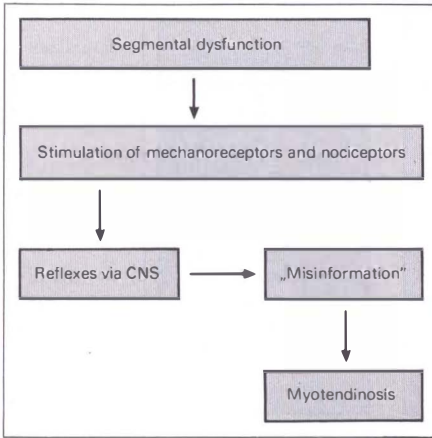 Segmental dysfunction
Stimulation of mechanoreceptors and nociceptors
Reflexes via CNS
„Misinformation"
Myotendinosis